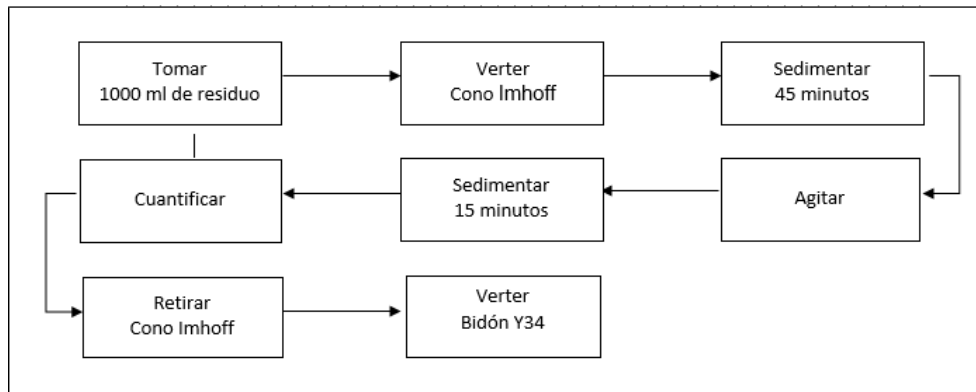 Tomar
1000 ml de residuo
Verter
Cono Imhoff
Sedimentar
45 minutos
Agitar
Sedimentar
15 minutos
Cuantificar
Retirar
Cono Imhoff
Verter
Bidón Y34